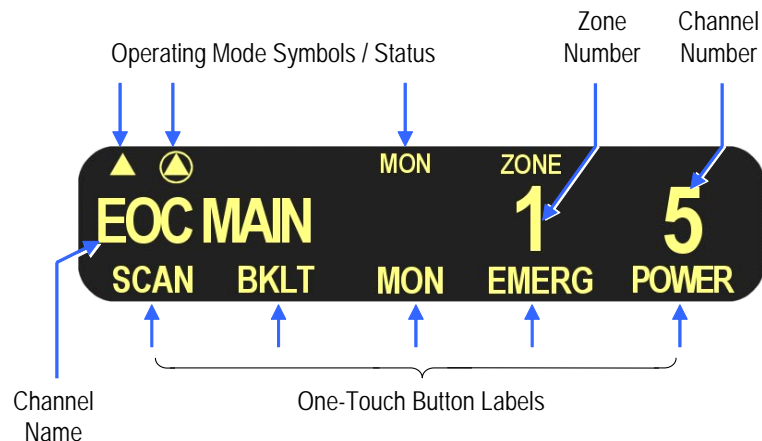 Zone Number
Channel Number
Operating Mode Symbols / Status
MON ZONE
EOC MAIN 1 5
SCAN BKLT MON EMERG POWER
One-Touch Button Labels
Channel Name